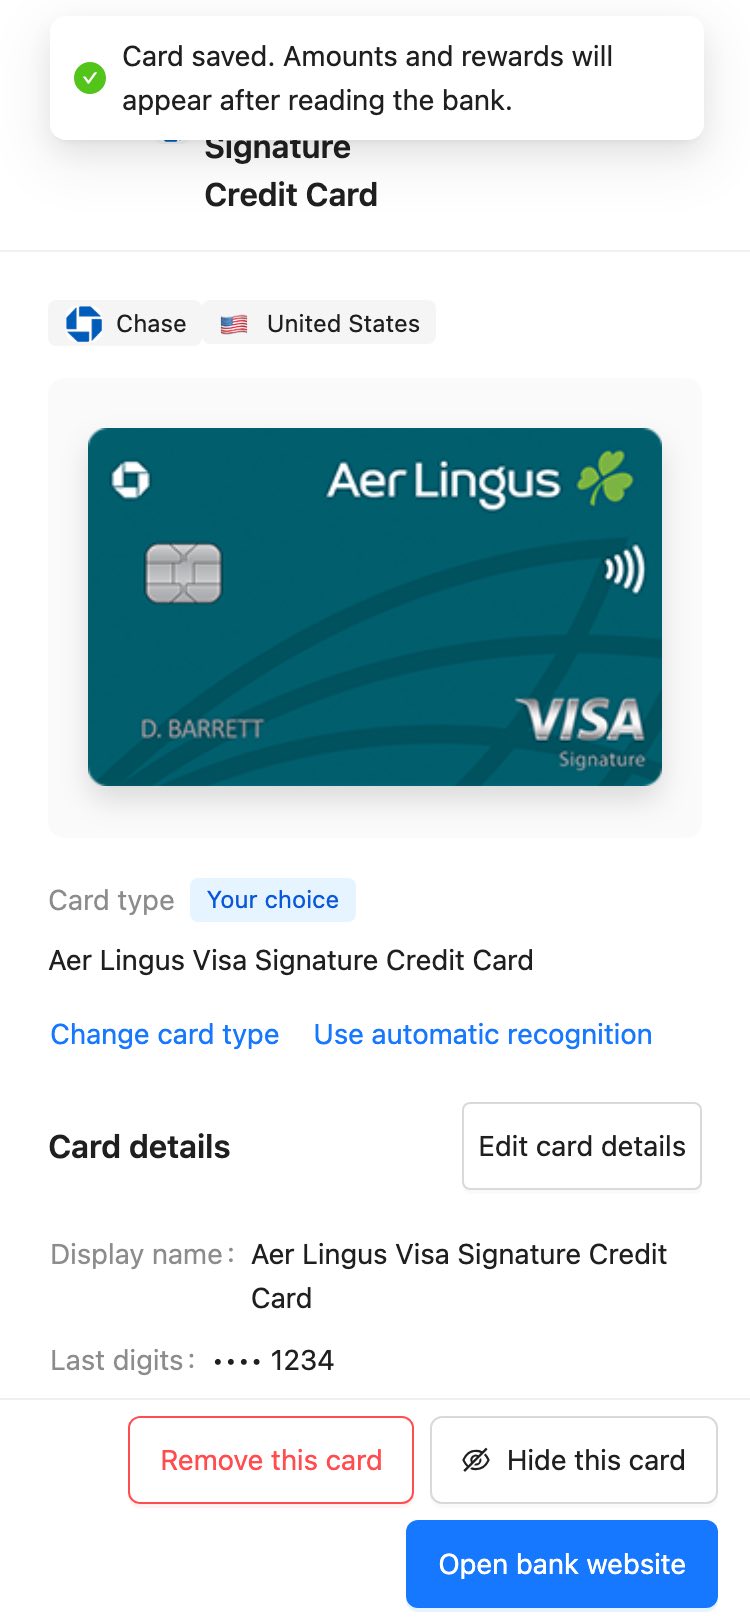 Card saved. Amounts and rewards will
appear after reading the bank.
Signature
Credit Card
Chase
United States
Aer Lingus
D. BARRETT
VISA
Signature
Card type
Your choice
Aer Lingus Visa Signature Credit Card
Change card type
Use automatic recognition
Card details
Edit card details
Display name:
Aer Lingus Visa Signature Credit
Card
Last digits: •••• 1234
Remove this card
Hide this card
Open bank website